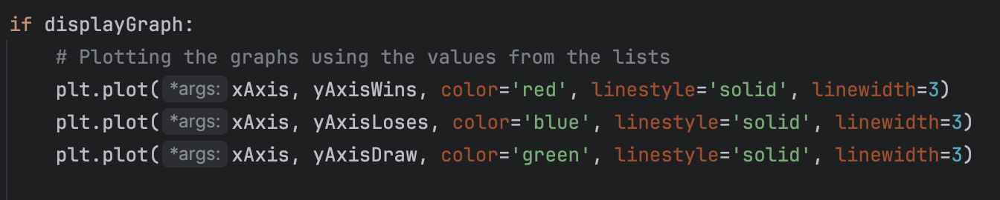 if displayGraph:
    # Plotting the graphs using the values from the lists
    plt.plot( *args: xAxis, yAxisWins, color='red', linestyle='solid', linewidth=3)
    plt.plot( *args: xAxis, yAxisLoses, color='blue', linestyle='solid', linewidth=3)
    plt.plot( *args: xAxis, yAxisDraw, color='green', linestyle='solid', linewidth=3)